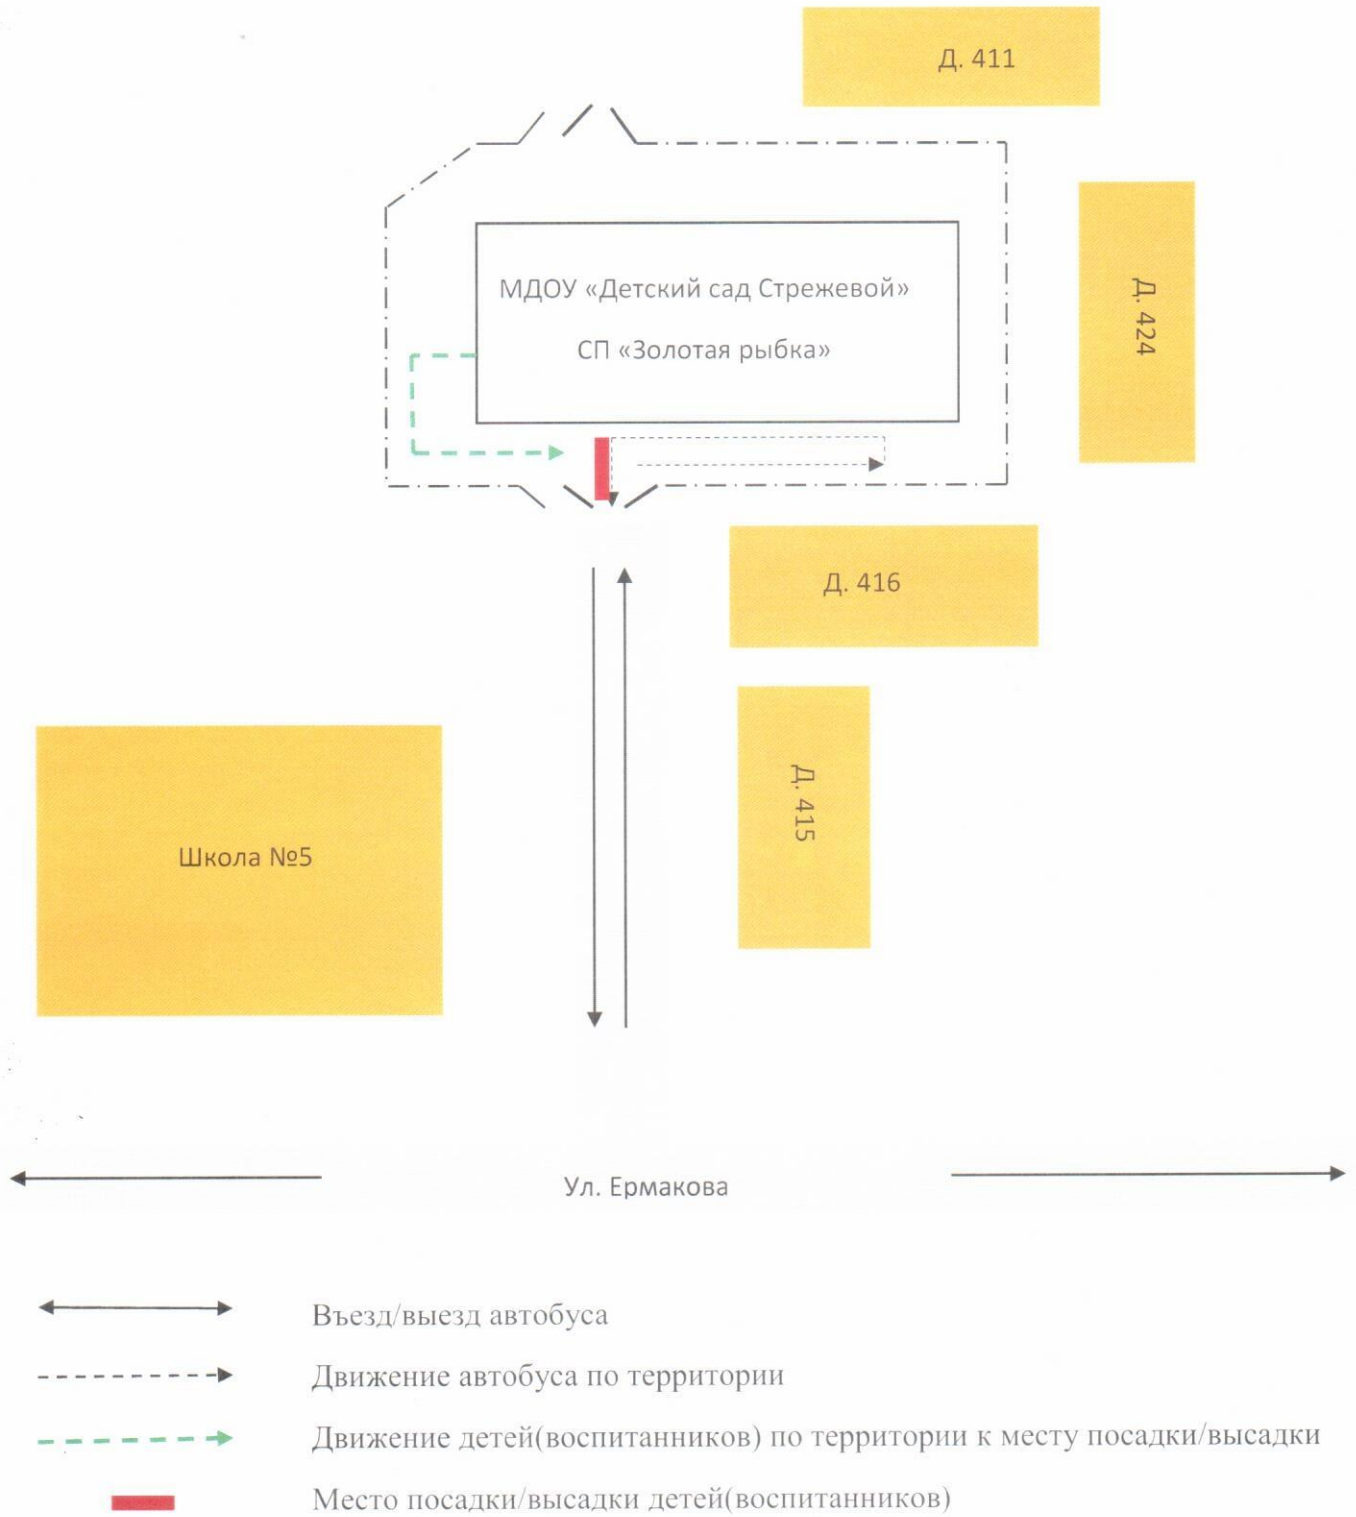 Д. 411
МДОУ «Детский сад Стрежевой»
СП «Золотая рыбка»
Д. 424
Д. 416
Д. 415
Школа №5
Ул. Ермакова
Въезд/выезд автобуса
Движение автобуса по территории
Движение детей(воспитанников) по территории к месту посадки/высадки
Место посадки/высадки детей(воспитанников)